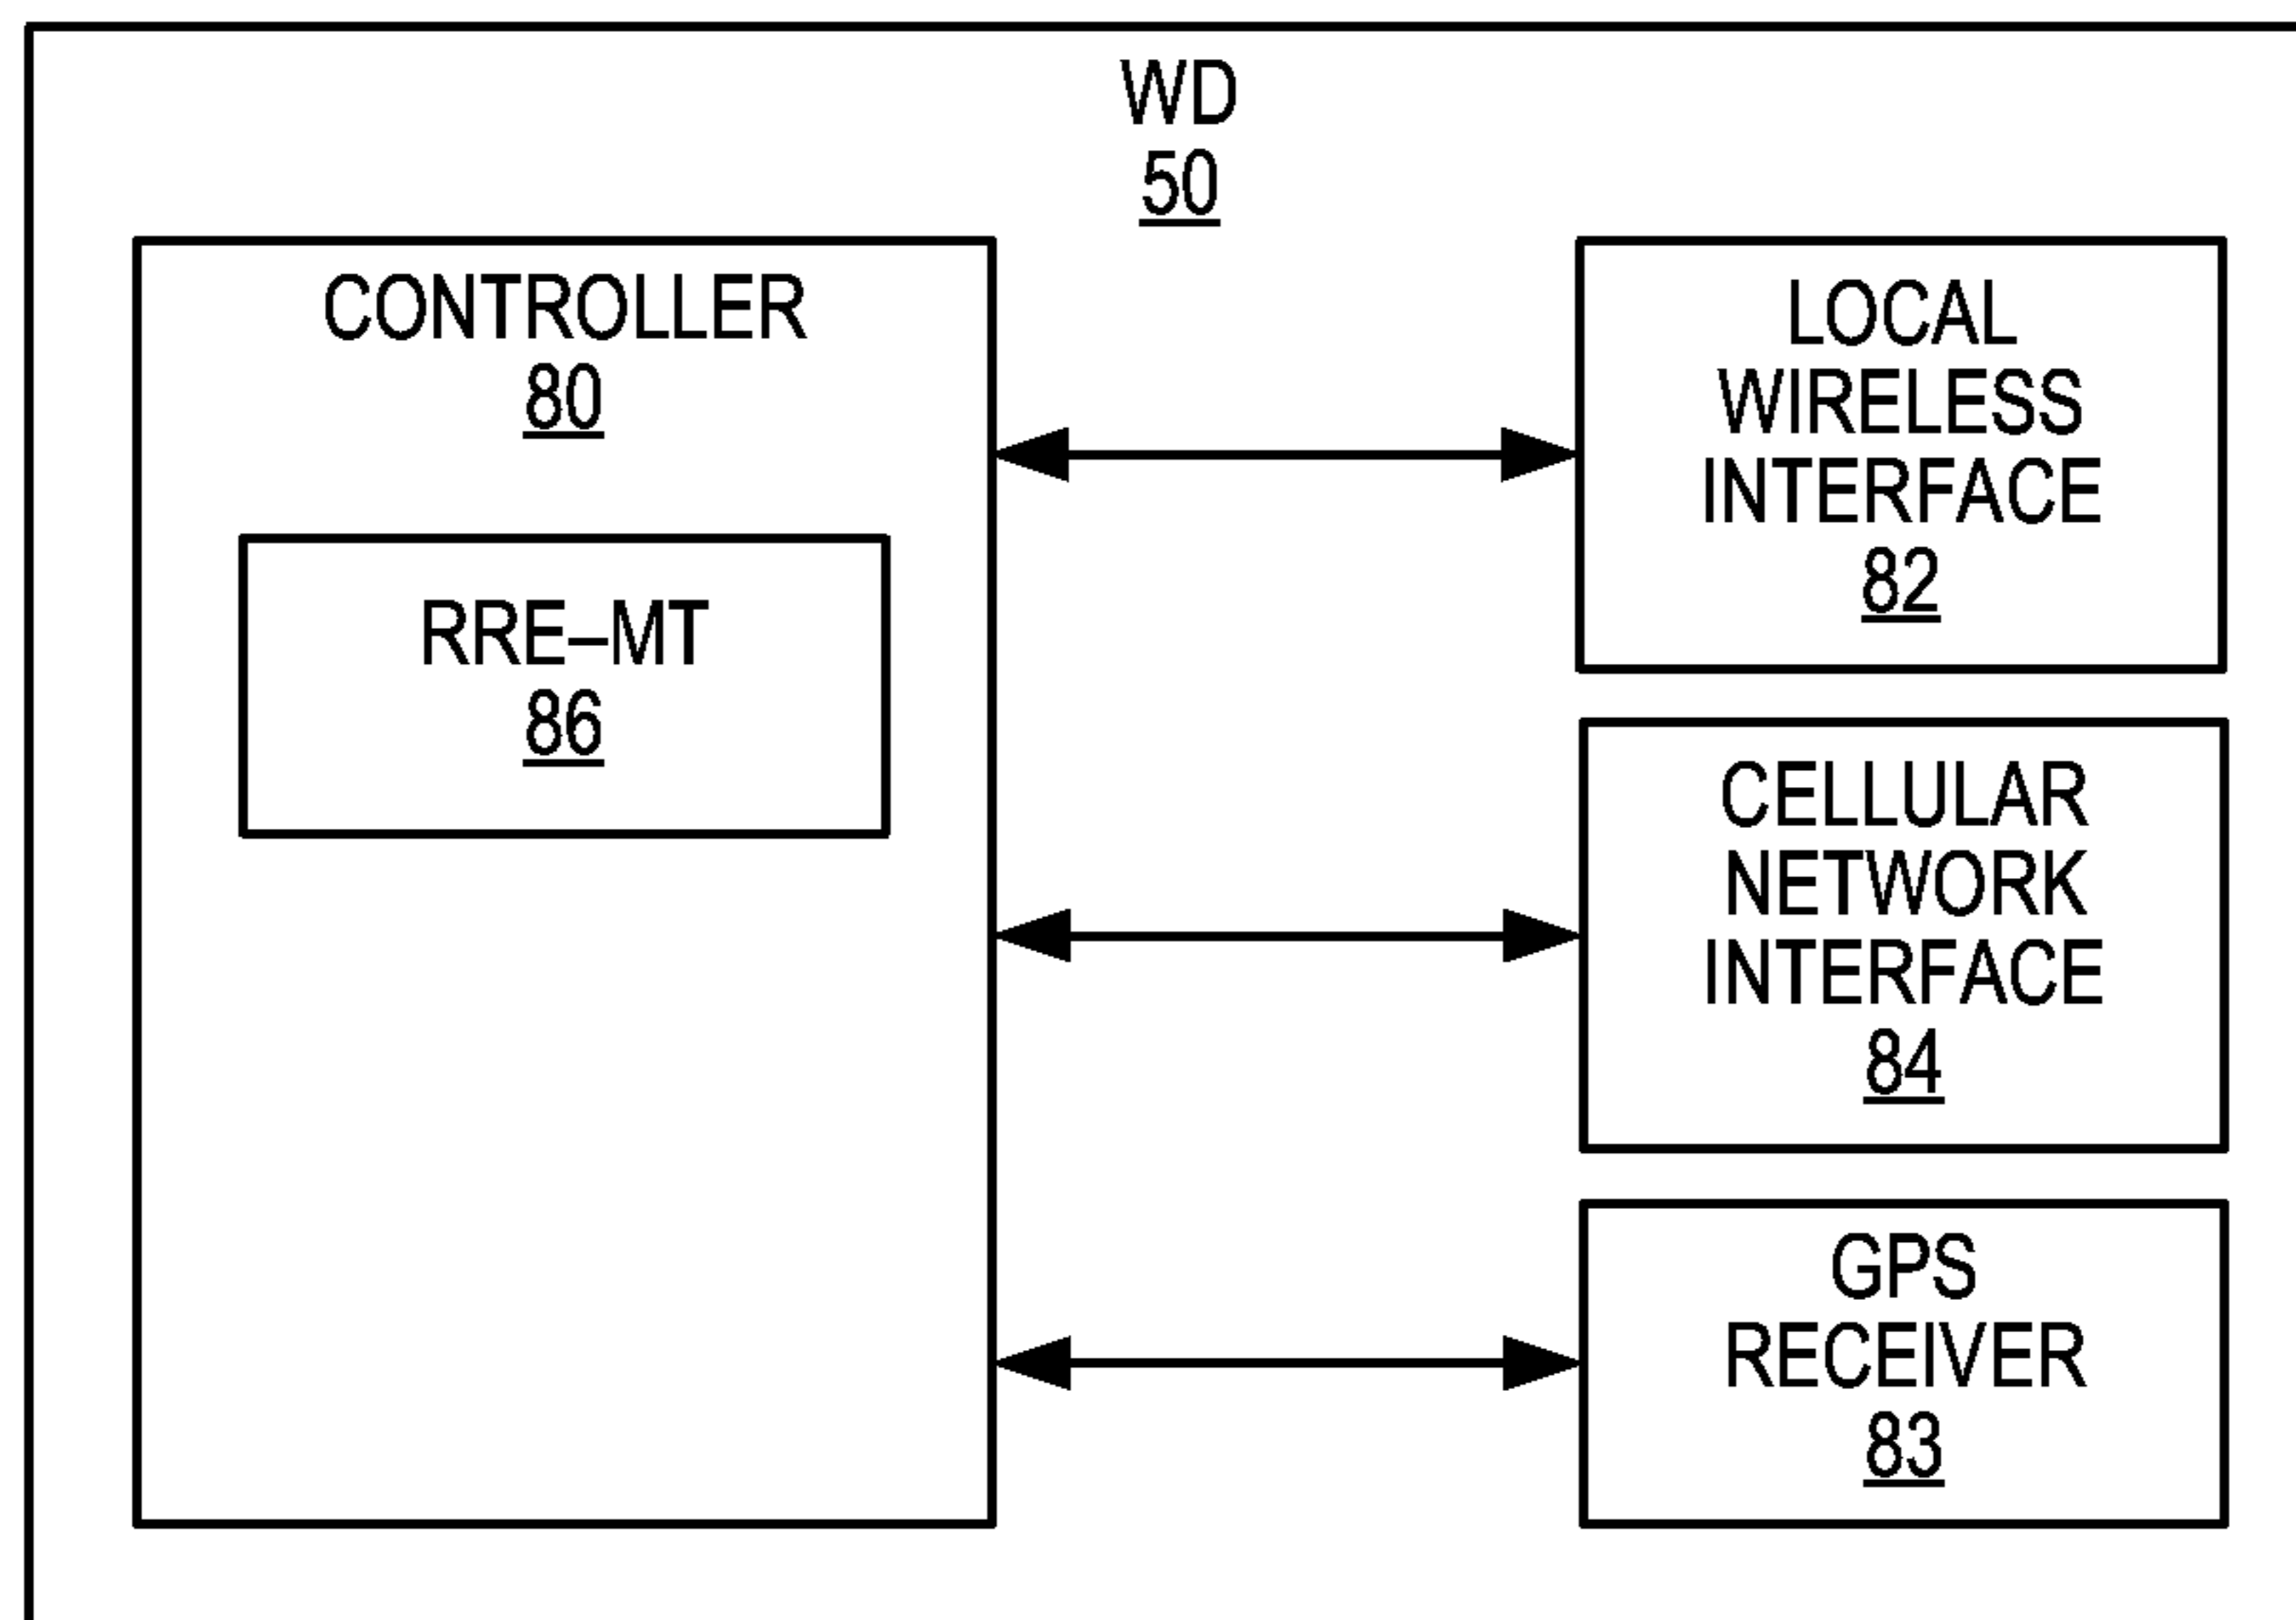 WD
50
CONTROLLER
80
RRE–MT
86
LOCAL
WIRELESS
INTERFACE
82
CELLULAR
NETWORK
INTERFACE
84
GPS
RECEIVER
83